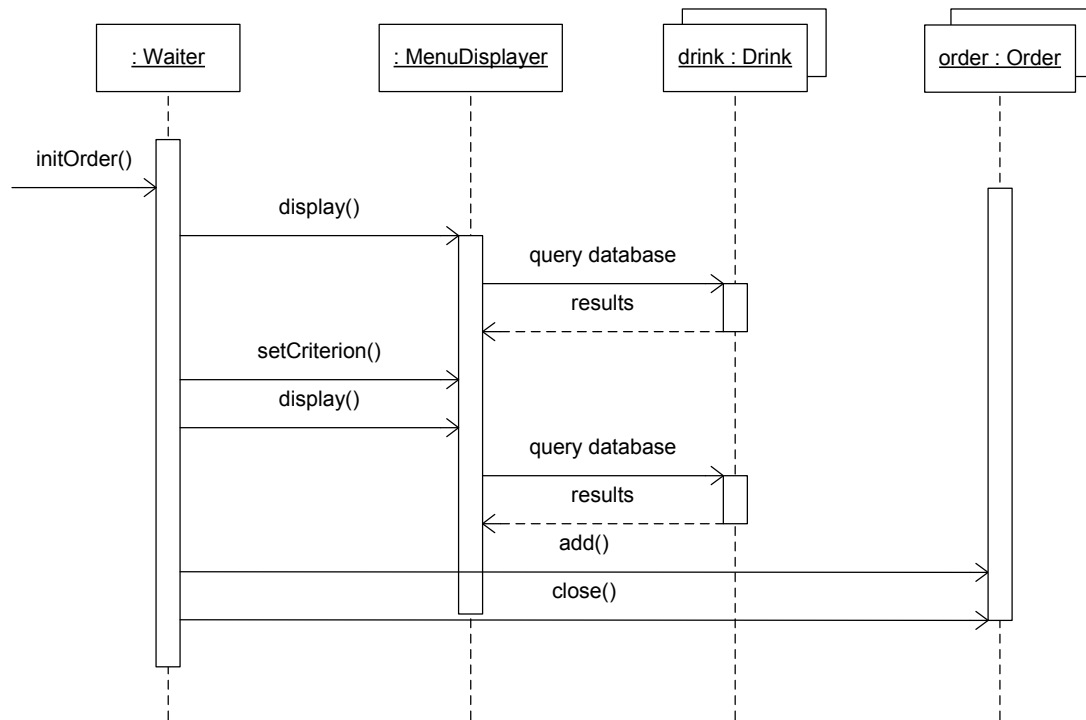 : Waiter
: MenuDisplayer
drink : Drink
order : Order
initOrder()
display()
query database
results
setCriterion()
display()
query database
results
add()
close()